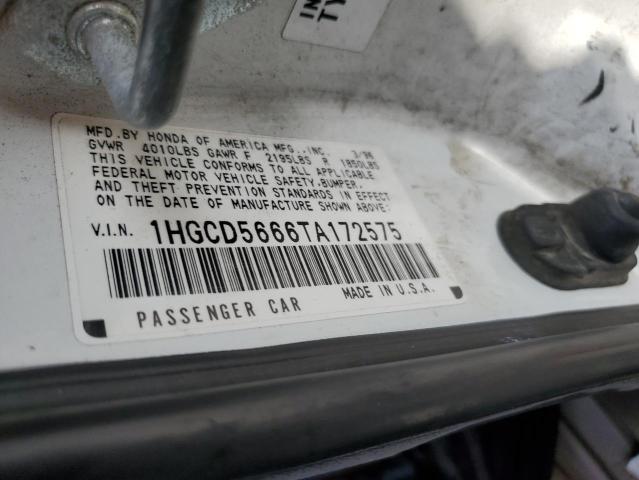 IN
TY
MFD. BY HONDA OF AMERICA MFG., INC. 3/96
GVWR 4010LBS GAWR F 2195LBS R 1850LBS
THIS VEHICLE CONFORMS TO ALL APPLICABLE
FEDERAL MOTOR VEHICLE SAFETY, BUMPER,
AND THEFT PREVENTION STANDARDS IN EFFECT
ON THE DATE OF MANUFACTURE SHOWN ABOVE.
V.I.N. 1HGCD5666TA172575
PASSENGER CAR MADE IN U.S.A.